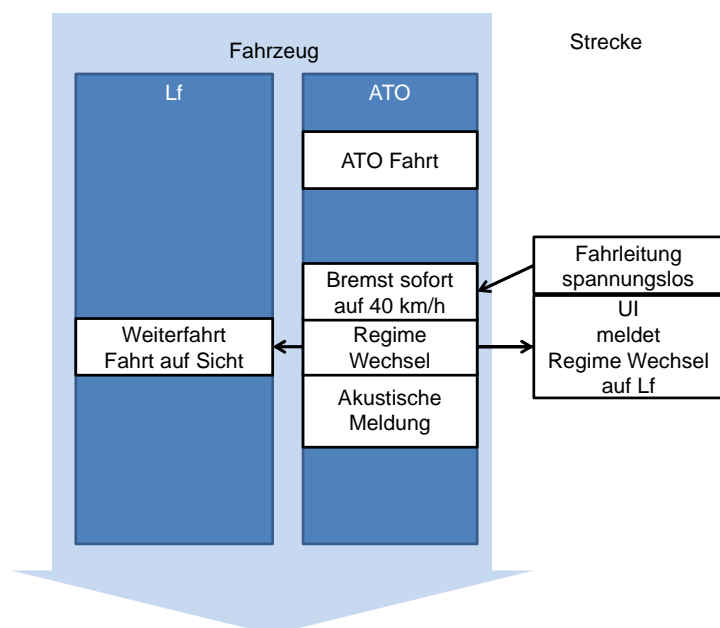 Fahrzeug
Strecke
Lf
ATO
ATO Fahrt
Fahrleitung
spannungslos
Bremst sofort
auf 40 km/h
UI
meldet
Regime Wechsel
auf Lf
Weiterfahrt
Fahrt auf Sicht
Regime
Wechsel
Akustische
Meldung